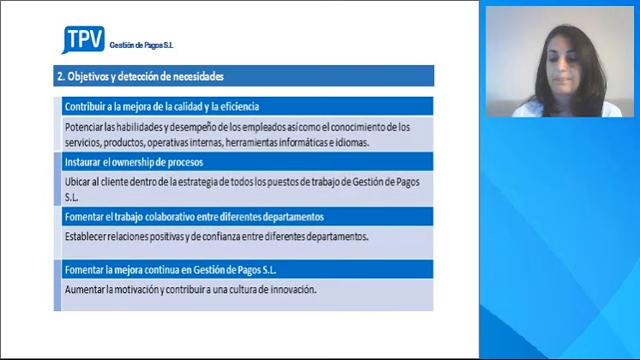 TPV
Gestión de Pagos S.L
2. Objetivos y detección de necesidades
Contribuir a la mejora de la calidad y la eficiencia
Potenciar las habilidades y desempeño de los empleados así como el conocimiento de los
servicios, productos, operativas internas, herramientas informáticas e idiomas.
Instaurar el ownership de procesos
Ubicar al cliente dentro de la estrategia de todos los puestos de trabajo de Gestión de Pagos
S.L.
Fomentar el trabajo colaborativo entre diferentes departamentos
Establecer relaciones positivas y de confianza entre diferentes departamentos.
Fomentar la mejora continua en Gestión de Pagos S.L.
Aumentar la motivación y contribuir a una cultura de innovación.